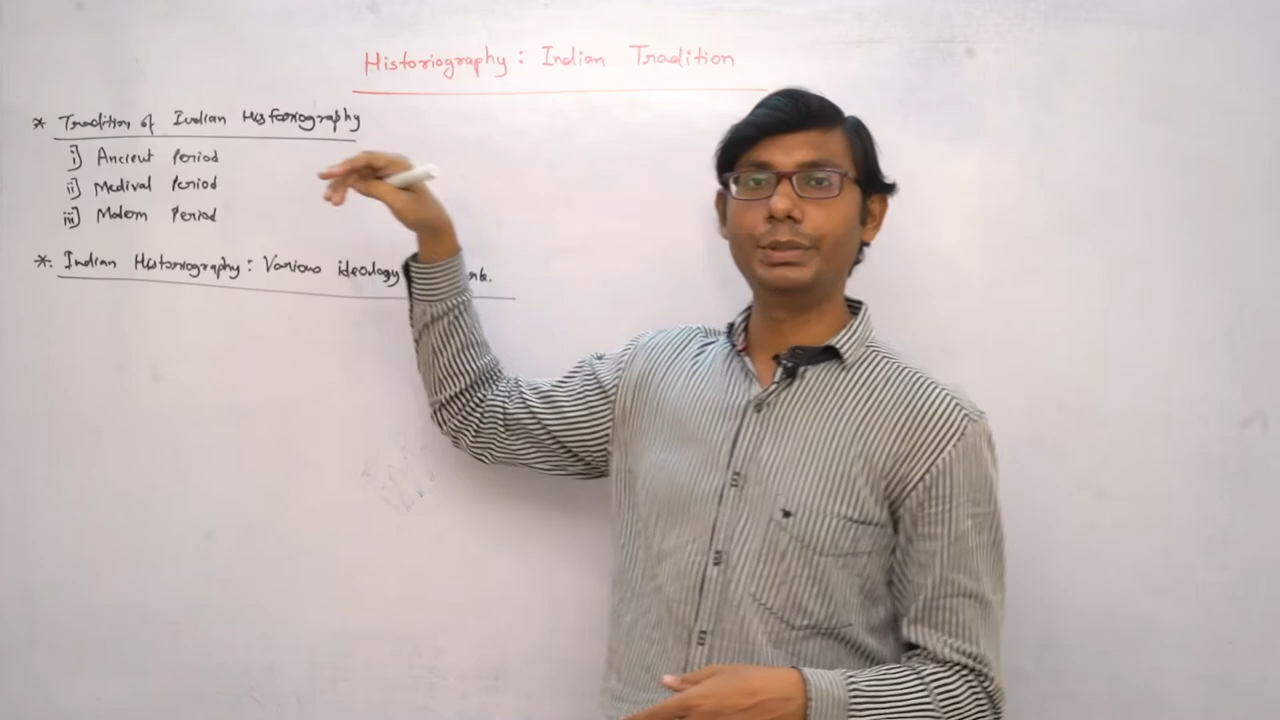 Historiography : Indian Tradition
* Tradition of Indian Historiography
i] Ancient Period
ii] Medival Period
iii] Modern Period
*. Indian Historiography : Various ideology